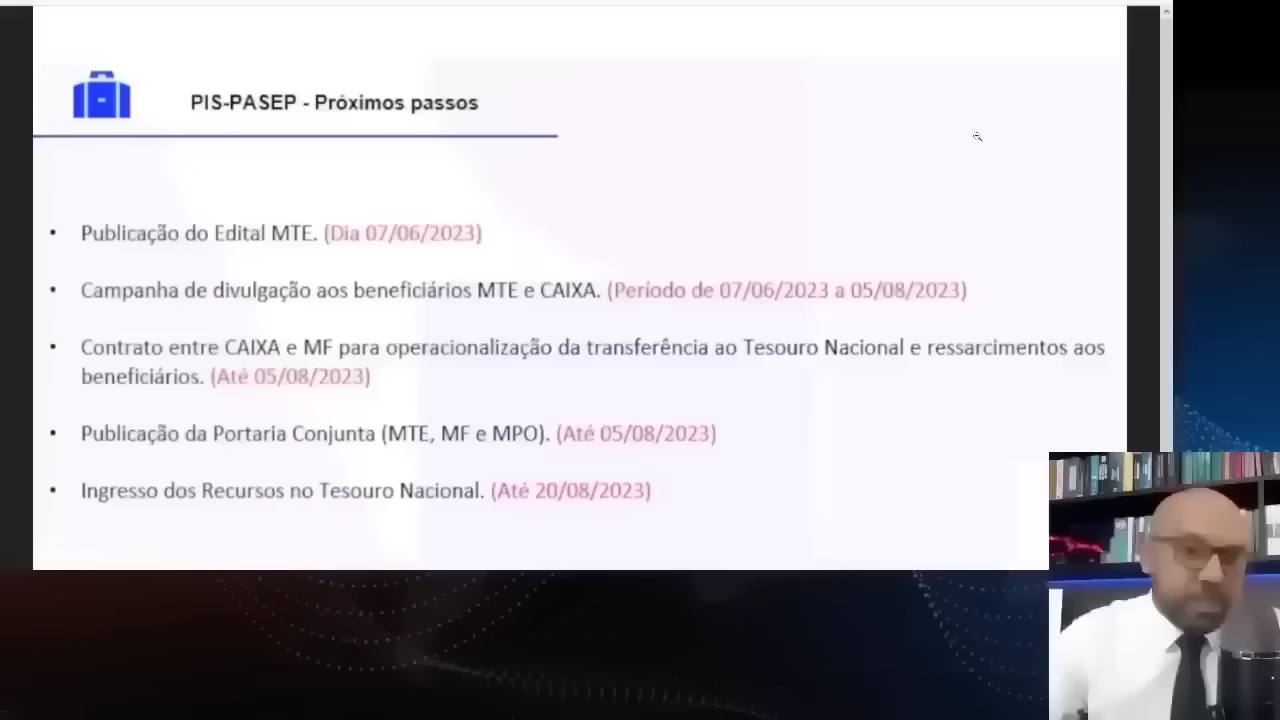 PIS-PASEP - Próximos passos
• Publicação do Edital MTE. (Dia 07/06/2023)
• Campanha de divulgação aos beneficiários MTE e CAIXA. (Período de 07/06/2023 a 05/08/2023)
• Contrato entre CAIXA e MF para operacionalização da transferência ao Tesouro Nacional e ressarcimentos aos
beneficiários. (Até 05/08/2023)
• Publicação da Portaria Conjunta (MTE, MF e MPO). (Até 05/08/2023)
• Ingresso dos Recursos no Tesouro Nacional. (Até 20/08/2023)